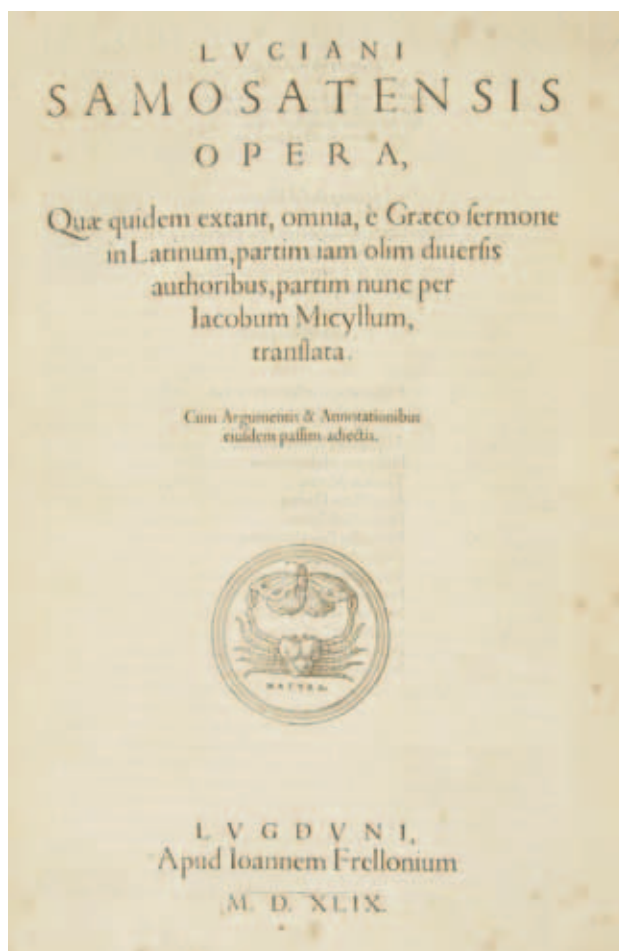 LVCIANI
SAMOSATENSIS
OPERA,
Quæ quidem extant, omnia, è Græco ſermone
in Latinum, partim iam olim diuerſis
authoribus, partim nunc per
Iacobum Micyllum,
tranſlata.
Cum Argumentis & Annotationibus
eiuſdem paſſim adiectis.
MATVRA.
LVGDVNI,
Apud Ioannem Frellonium
M. D. XLIX.